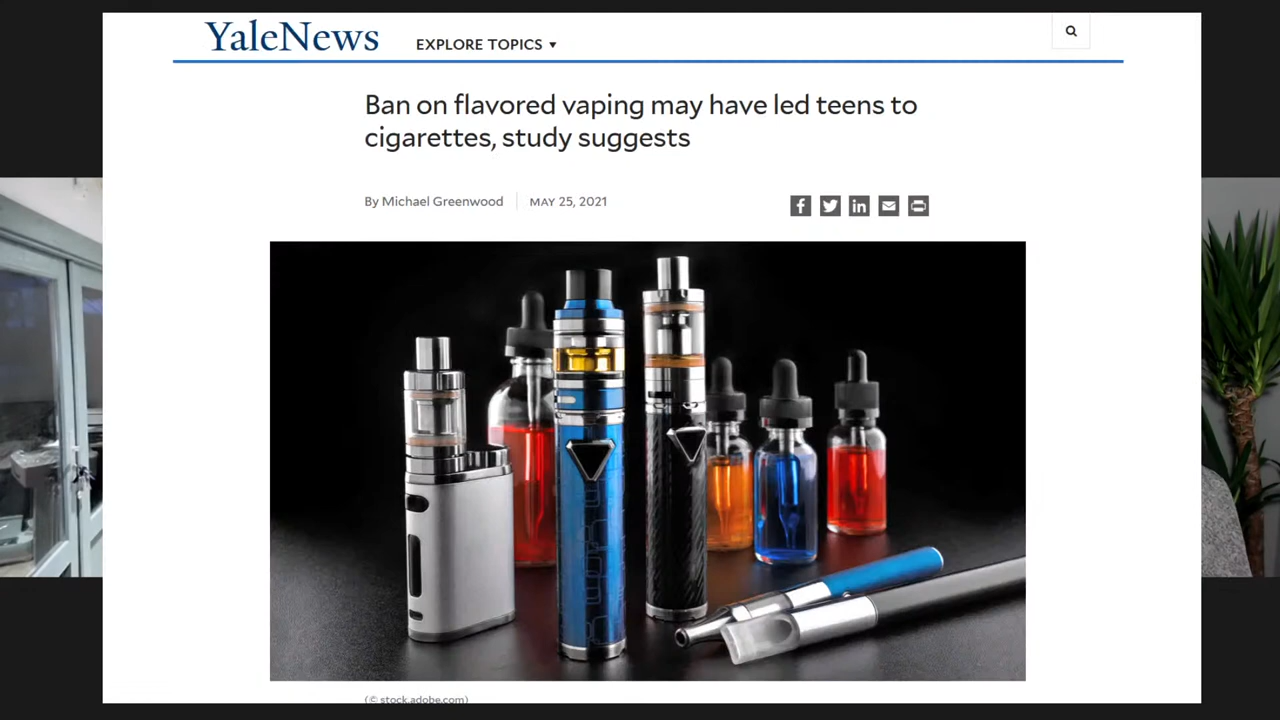 YaleNews
EXPLORE TOPICS ▼
Ban on flavored vaping may have led teens to
cigarettes, study suggests
By Michael Greenwood
MAY 25, 2021
(© stock.adobe.com)